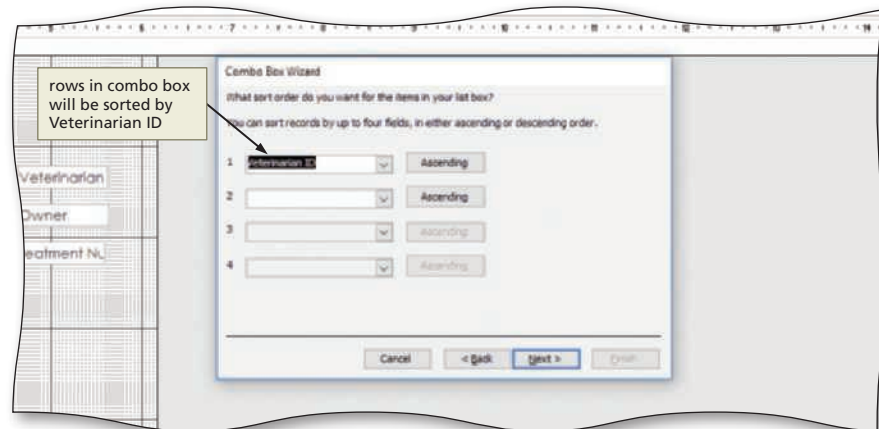 Combo Box Wizard
What sort order do you want for the items in your list box?
You can sort records by up to four fields, in either ascending or descending order.
rows in combo box
will be sorted by
Veterinarian ID
1 Veterinarian ID Ascending
2 Ascending
3 Ascending
4 Ascending
Veterinarian
Owner
eatment Nu
Cancel < Back Next > Finish